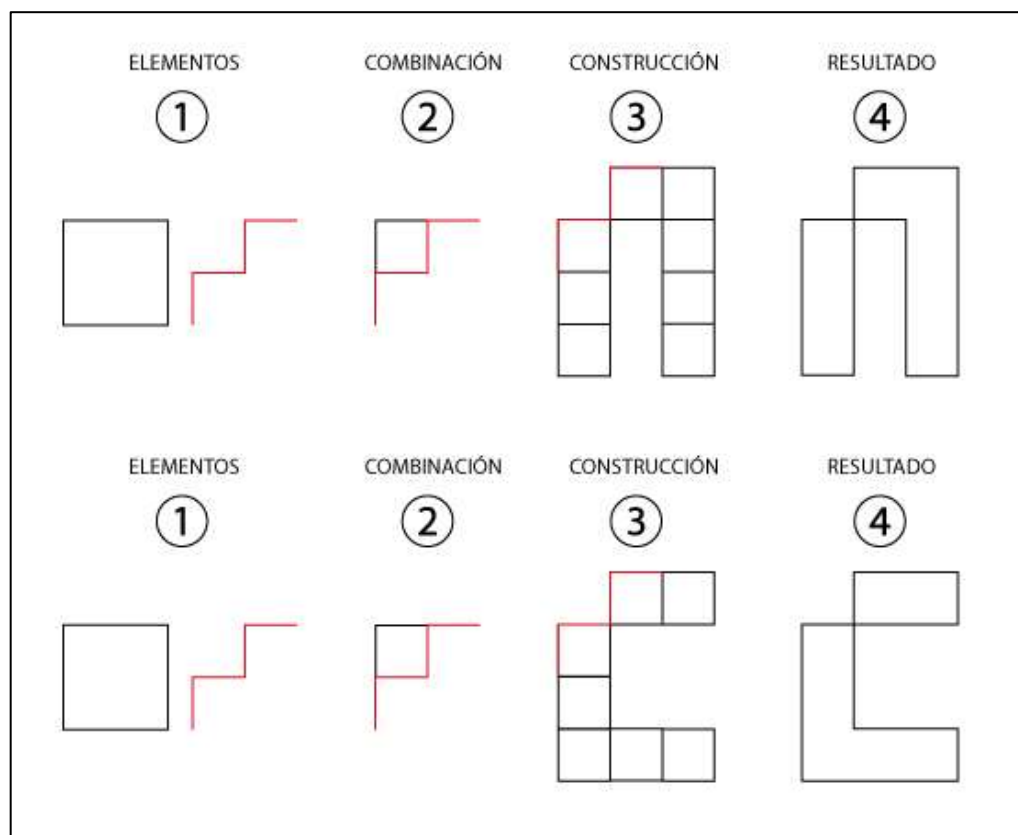 ELEMENTOS COMBINACIÓN CONSTRUCCIÓN RESULTADO
1 2 3 4
ELEMENTOS COMBINACIÓN CONSTRUCCIÓN RESULTADO
1 2 3 4